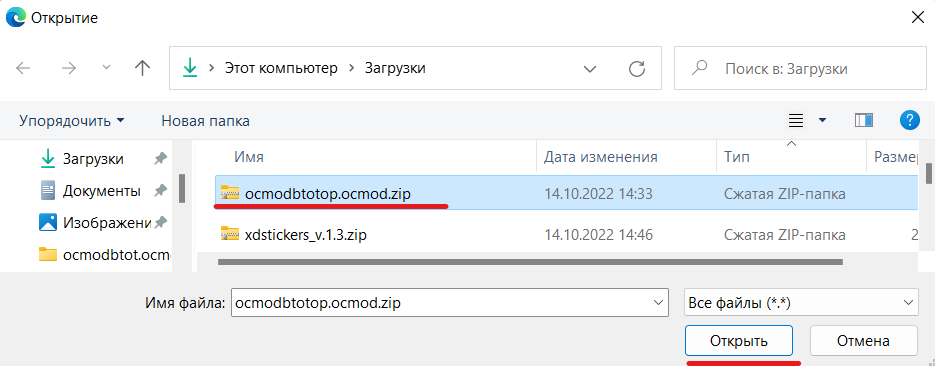 Открытие
Этот компьютер Загрузки
Поиск в: Загрузки
Упорядочить Новая папка
Имя Дата изменения Тип Размер
Загрузки
Документы
Изображени
ocmodbtot.ocm
ocmodbtotop.ocmod.zip 14.10.2022 14:33 Сжатая ZIP-папка
xdstickers_v.1.3.zip 14.10.2022 14:46 Сжатая ZIP-папка 2
Имя файла: ocmodbtotop.ocmod.zip Все файлы (*.*)
Открыть Отмена